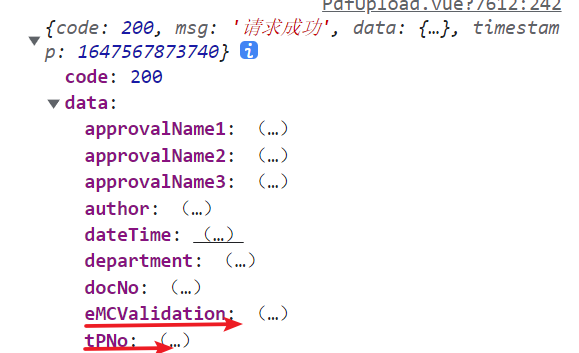 PdfUpload.vue?7612:242
▼ {code: 200, msg: '请求成功', data: {…}, timestam
p: 1647567873740} i
code: 200
▼ data:
approvalName1: (…)
approvalName2: (…)
approvalName3: (…)
author: (…)
dateTime: (…)
department: (…)
docNo: (…)
eMCValidation: (…)
tPNo: (…)